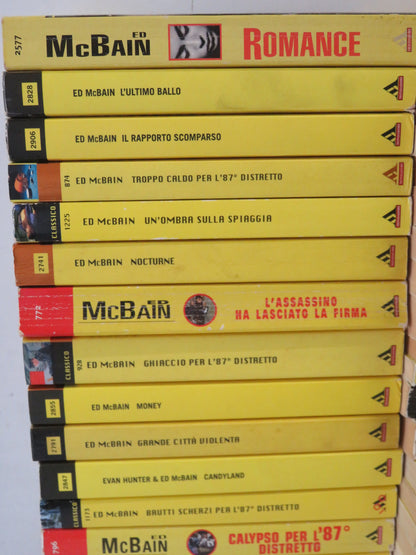 2577 ED McBAIN ROMANCE
2828 ED McBAIN L'ULTIMO BALLO
2906 ED McBAIN IL RAPPORTO SCOMPARSO
874 ED McBAIN TROPPO CALDO PER L'87° DISTRETTO
CLASSICO 1225 ED McBAIN UN'OMBRA SULLA SPIAGGIA
2741 ED McBAIN NOCTURNE
ED McBAIN L'ASSASSINO
HA LASCIATO LA FIRMA
CLASSICO 928 ED McBAIN GHIACCIO PER L'87° DISTRETTO
2855 ED McBAIN MONEY
2791 ED McBAIN GRANDE CITTÀ VIOLENTA
2847 EVAN HUNTER & ED McBAIN CANDYLAND
CLASSICO 1173 ED McBAIN BRUTTI SCHERZI PER L'87° DISTRETTO
796 ED McBAIN CALYPSO PER L'87°
DISTRETTO